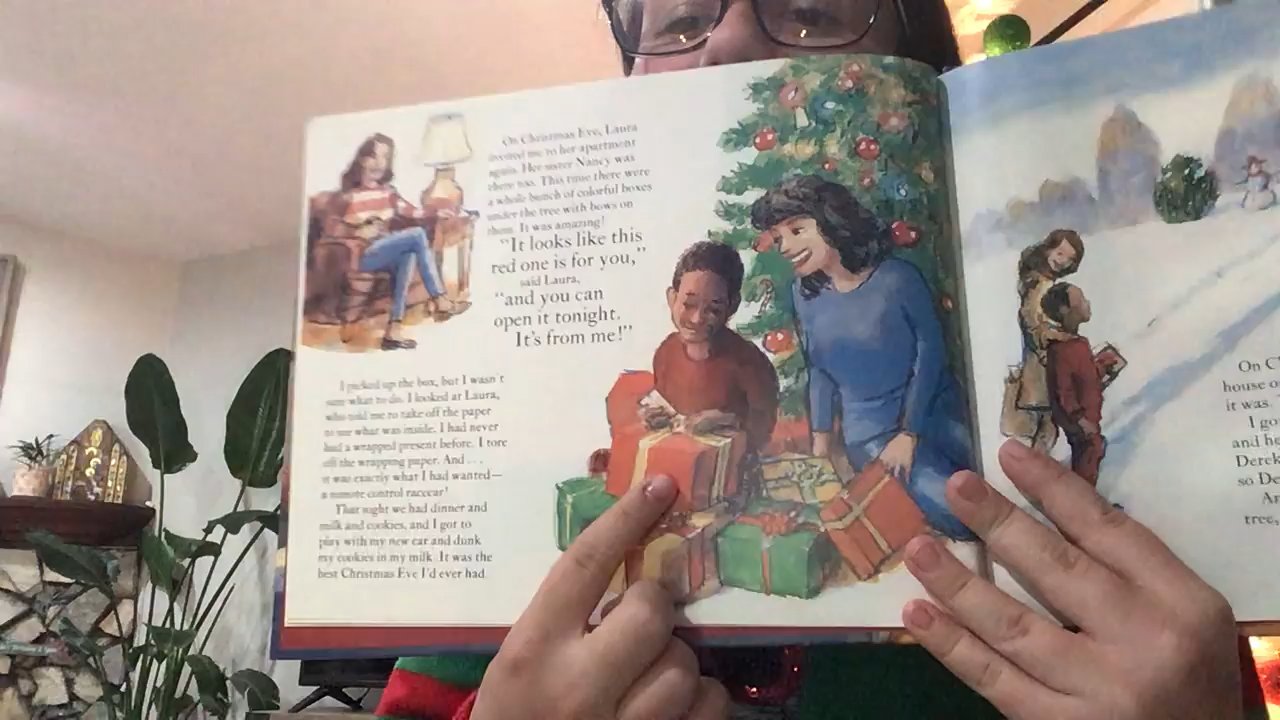 On Christmas Eve, Laura
invited me to her apartment
again. Her sister Nancy was
there too. This time there were
a whole bunch of colorful boxes
under the tree with bows on
them. It was amazing!
"It looks like this
red one is for you,"
said Laura,
"and you can
open it tonight.
It's from me!"
I picked up the box, but I wasn't
sure what to do. I looked at Laura,
who told me to take off the paper
to see what was inside. I had never
had a wrapped present before. I tore
off the wrapping paper. And . . .
it was exactly what I had wanted—
a remote control racecar!
That night we had dinner and
milk and cookies, and I got to
play with my new car and dunk
my cookies in my milk. It was the
best Christmas Eve I'd ever had.
On C
house o
it was.
I go
and he
Derek
so De
An
tree,